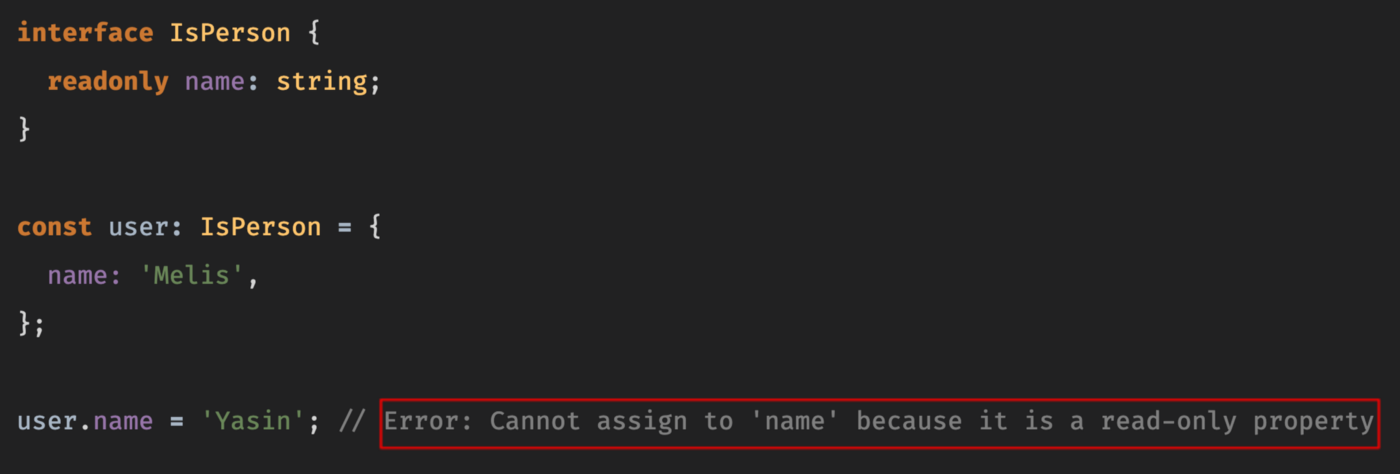 interface IsPerson {
readonly name: string;
}
const user: IsPerson = {
name: 'Melis',
};
user.name = 'Yasin'; // Error: Cannot assign to 'name' because it is a read-only property